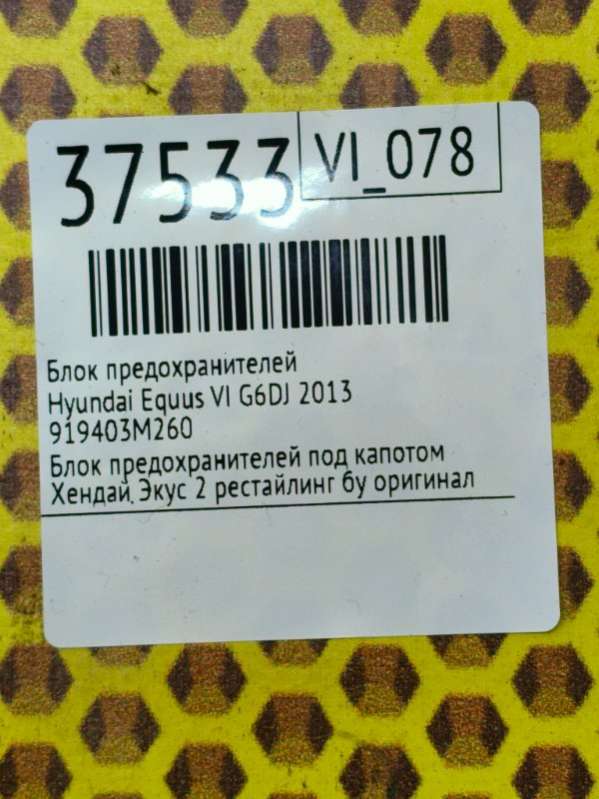 37533
VI_078
Блок предохранителей
Hyundai Equus VI G6DJ 2013
919403M260
Блок предохранителей под капотом
Хендай, Экус 2 рестайлинг бу оригинал